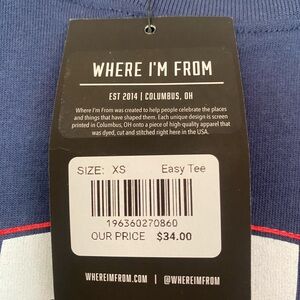 WHERE I'M FROM
EST 2014 | COLUMBUS, OH
Where I'm From was created to help people celebrate the places
and things that have shaped them. Each unique design is screen
printed in Columbus, OH onto a piece of high-quality apparel that
was dyed, cut and stitched right here in the USA.
SIZE: XS Easy Tee
196360270860
OUR PRICE $34.00
WHEREIMFROM.COM | @WHEREIMFROM